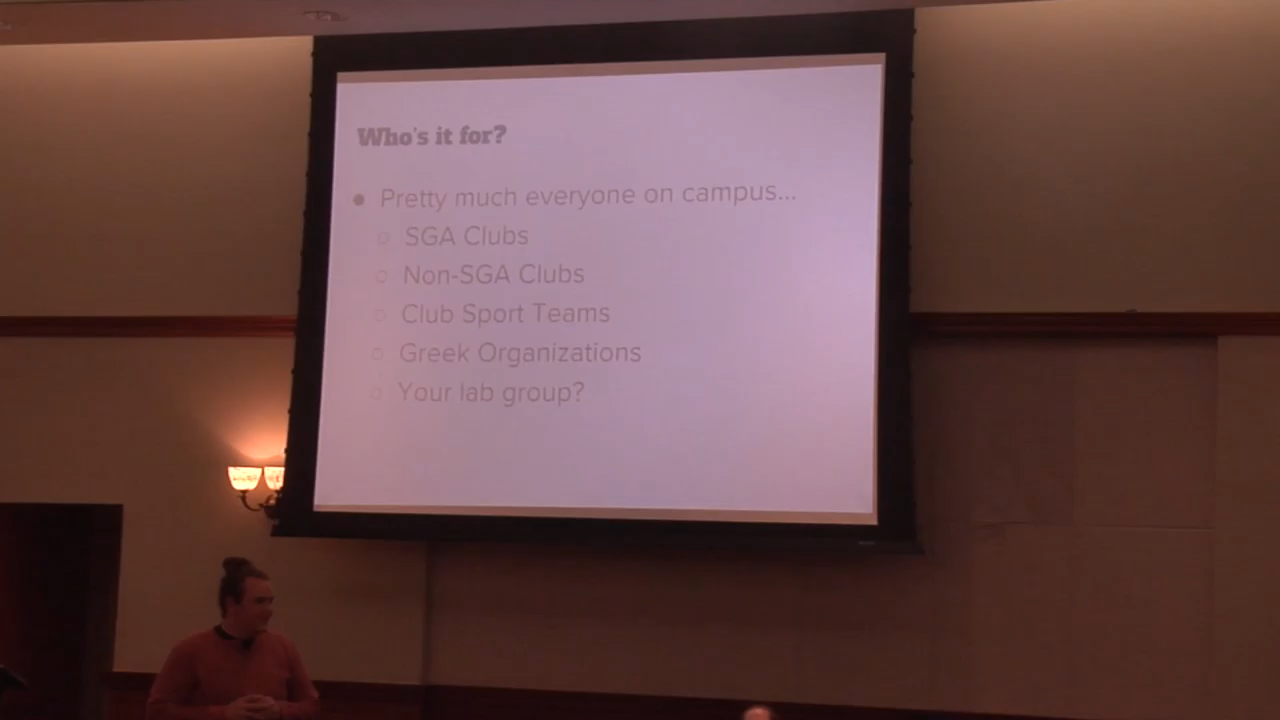 Who's it for?
● Pretty much everyone on campus...
○ SGA Clubs
○ Non-SGA Clubs
○ Club Sport Teams
○ Greek Organizations
○ Your lab group?